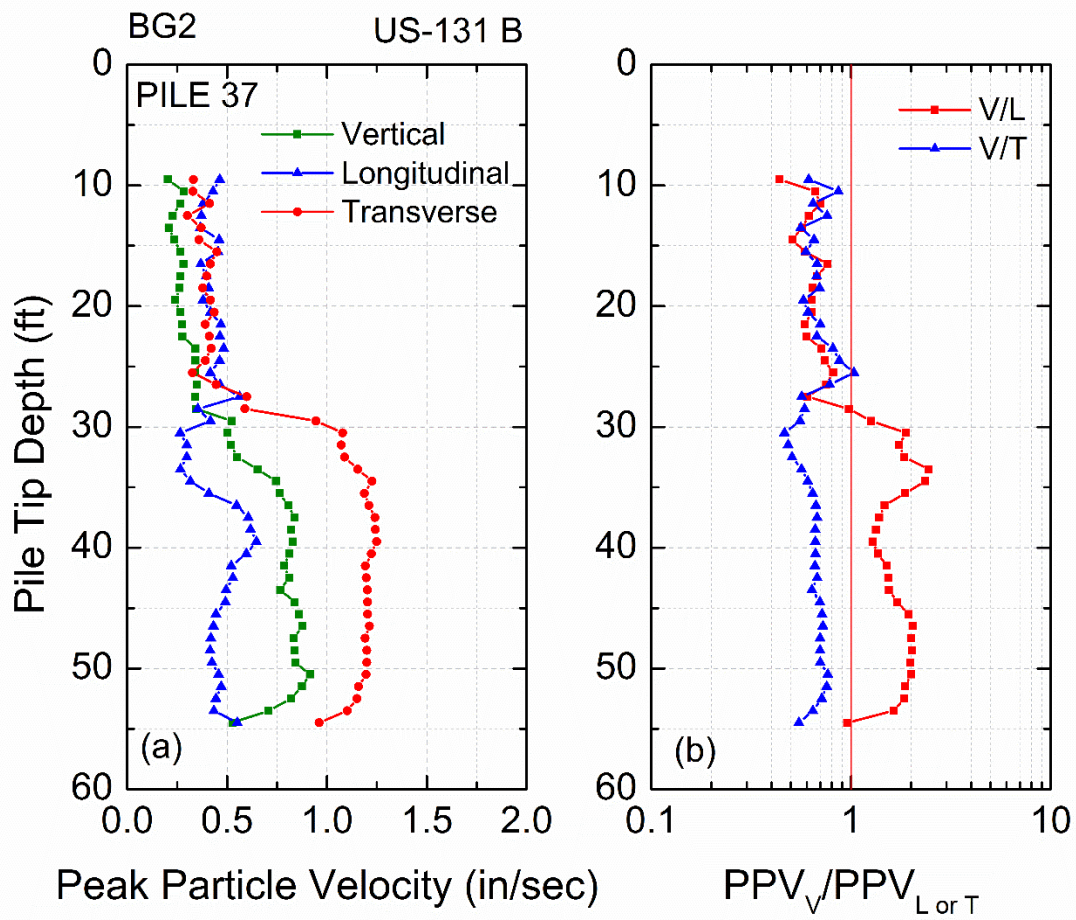 BG2 US-131 B
PILE 37
Vertical
Longitudinal
Transverse
0
10
20
30
40
50
60
Pile Tip Depth (ft)
(a)
0.0 0.5 1.0 1.5 2.0
Peak Particle Velocity (in/sec)
V/L
V/T
0
10
20
30
40
50
60
(b)
0.1 1 10
PPVV/PPVL or T